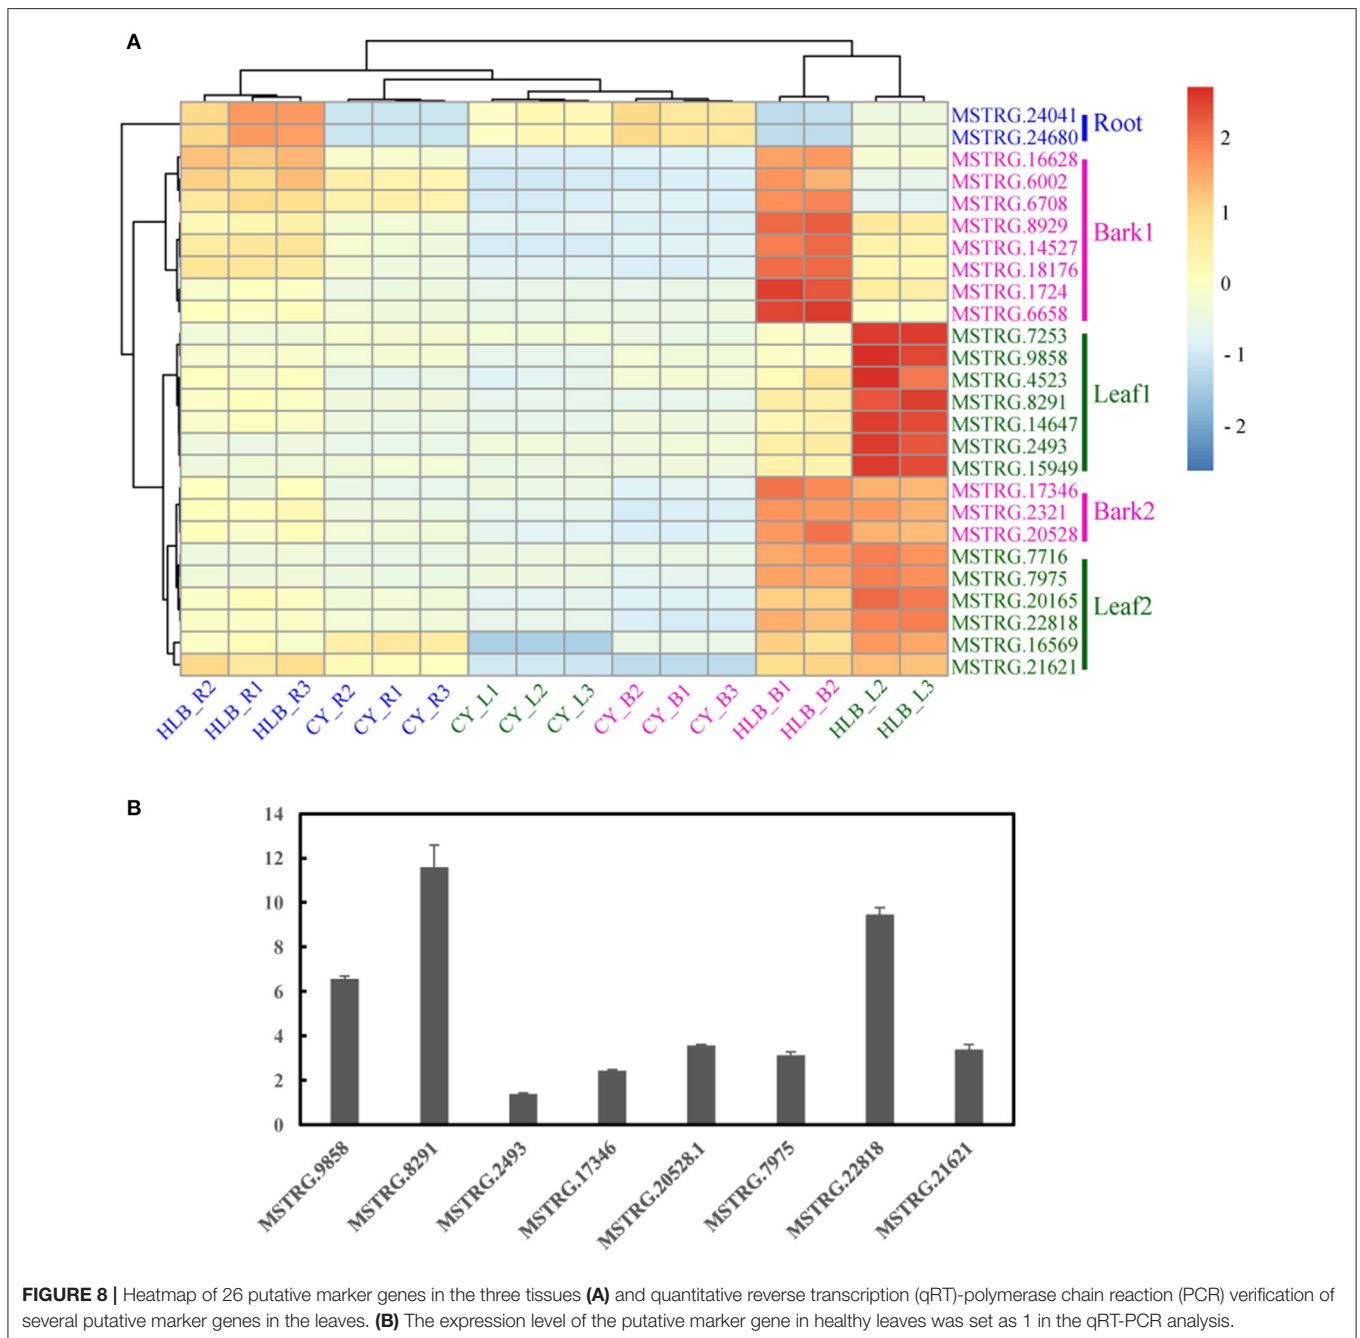 A
MSTRG.24041
MSTRG.24680
Root
MSTRG.16628
MSTRG.6002
MSTRG.6708
MSTRG.8929
MSTRG.14527
MSTRG.18176
MSTRG.1724
MSTRG.6658
Bark1
MSTRG.7253
MSTRG.9858
MSTRG.4523
MSTRG.8291
MSTRG.14647
MSTRG.2493
MSTRG.15949
Leaf1
MSTRG.17346
MSTRG.2321
MSTRG.20528
Bark2
MSTRG.7716
MSTRG.7975
MSTRG.20165
MSTRG.22818
MSTRG.16569
MSTRG.21621
Leaf2
2
1
0
- 1
- 2
HLB_R2
HLB_R1
HLB_R3
CY_R2
CY_R1
CY_R3
CY_L1
CY_L2
CY_L3
CY_B2
CY_B1
CY_B3
HLB_B1
HLB_B2
HLB_L2
HLB_L3
B
14
12
10
8
6
4
2
0
MSTRG.9858
MSTRG.8291
MSTRG.2493
MSTRG.17346
MSTRG.20528.1
MSTRG.7975
MSTRG.22818
MSTRG.21621
FIGURE 8 | Heatmap of 26 putative marker genes in the three tissues (A) and quantitative reverse transcription (qRT)-polymerase chain reaction (PCR) verification of
several putative marker genes in the leaves. (B) The expression level of the putative marker gene in healthy leaves was set as 1 in the qRT-PCR analysis.